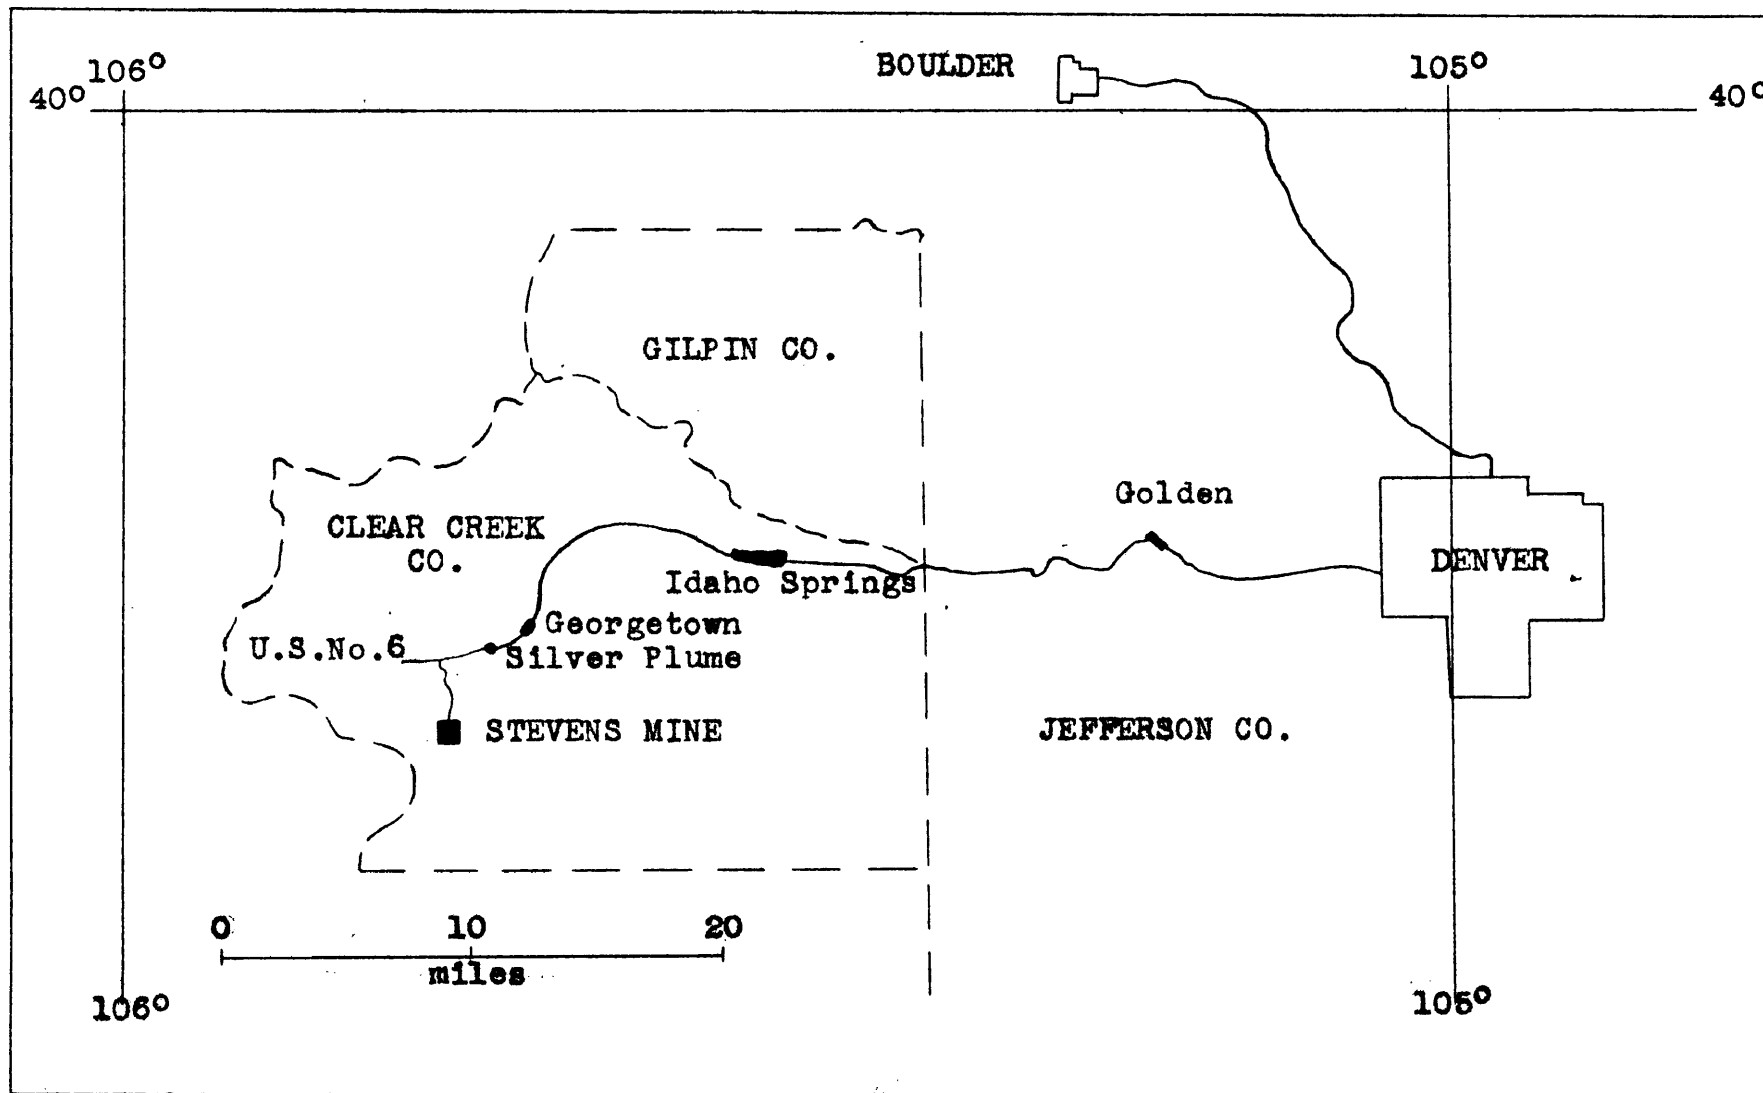 106° BOULDER 105°
40° 40°
GILPIN CO.
Golden
CLEAR CREEK
CO.
DENVER
Idaho Springs
Georgetown
U.S.No.6
Silver Plume
STEVENS MINE
JEFFERSON CO.
0 10 20
miles
106° 105°